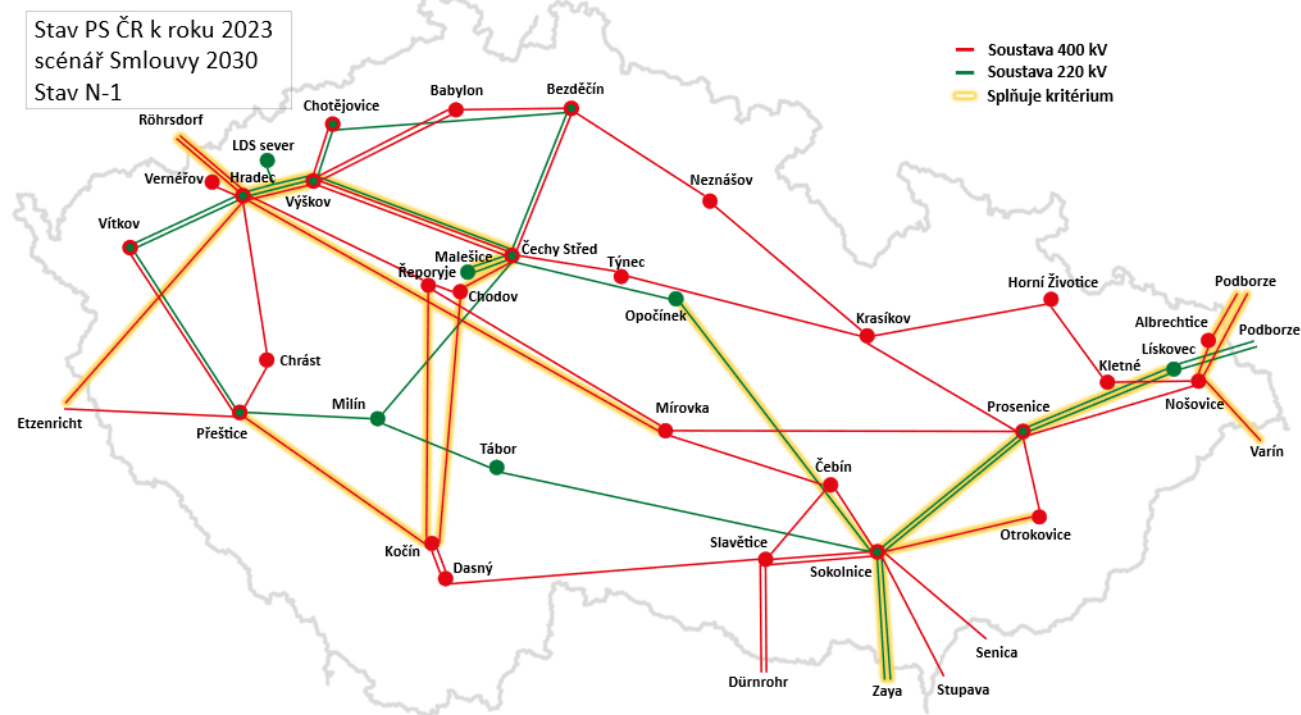 Stav PS ČR k roku 2023
scénář Smlouvy 2030
Stav N-1
Soustava 400 kV
Soustava 220 kV
Splňuje kritérium
Babylon
Bezděčín
Chotějovice
Röhrsdorf
LDS sever
Vernéřov
Hradec
Výškov
Neznášov
Vítkov
Čechy Střed
Malešice
Týnec
Řeporyje
Chodov
Opočínek
Horní Životice
Podborze
Albrechtice
Podborze
Krasíkov
Lískovec
Kletné
Nošovice
Chrást
Etzenricht
Přeštice
Milín
Mírovka
Prosenice
Varín
Tábor
Čebín
Otrokovice
Slavětice
Kočín
Dasný
Sokolnice
Senica
Dürnrohr
Zaya
Stupava